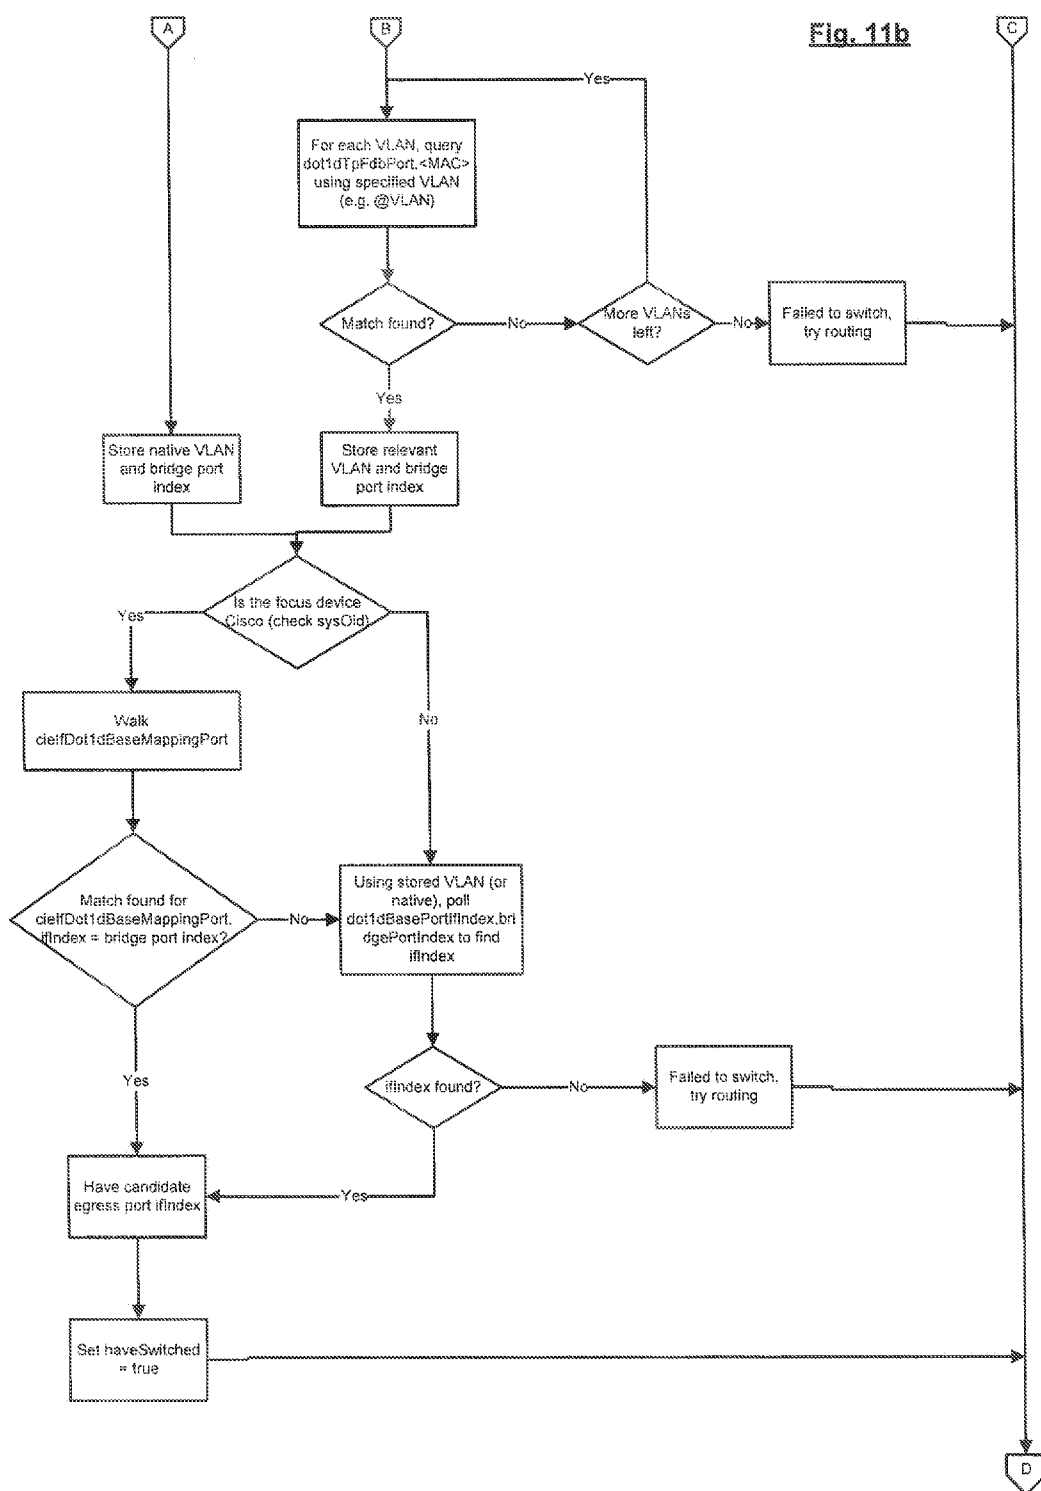 A
B
Fig. 11b
C
Yes
For each VLAN, query
dot1dTpFdbPort.<MAC>
using specified VLAN
(e.g. @VLAN)
Match found?
No
More VLANs
left?
No
Failed to switch,
try routing
Yes
Store native VLAN
and bridge port
index
Store relevant
VLAN and bridge
port index
Is the focus device
Cisco (check sysOid)
Yes
No
Walk
cieIfDot1dBaseMappingPort
Match found for
cieIfDot1dBaseMappingPort.
ifIndex = bridge port index?
No
Using stored VLAN (or
native), poll
dot1dBasePortIfIndex.bri
dgePortIndex to find
ifIndex
Yes
ifIndex found?
No
Failed to switch,
try routing
Have candidate
egress port ifIndex
Yes
Set haveSwitched
= true
D